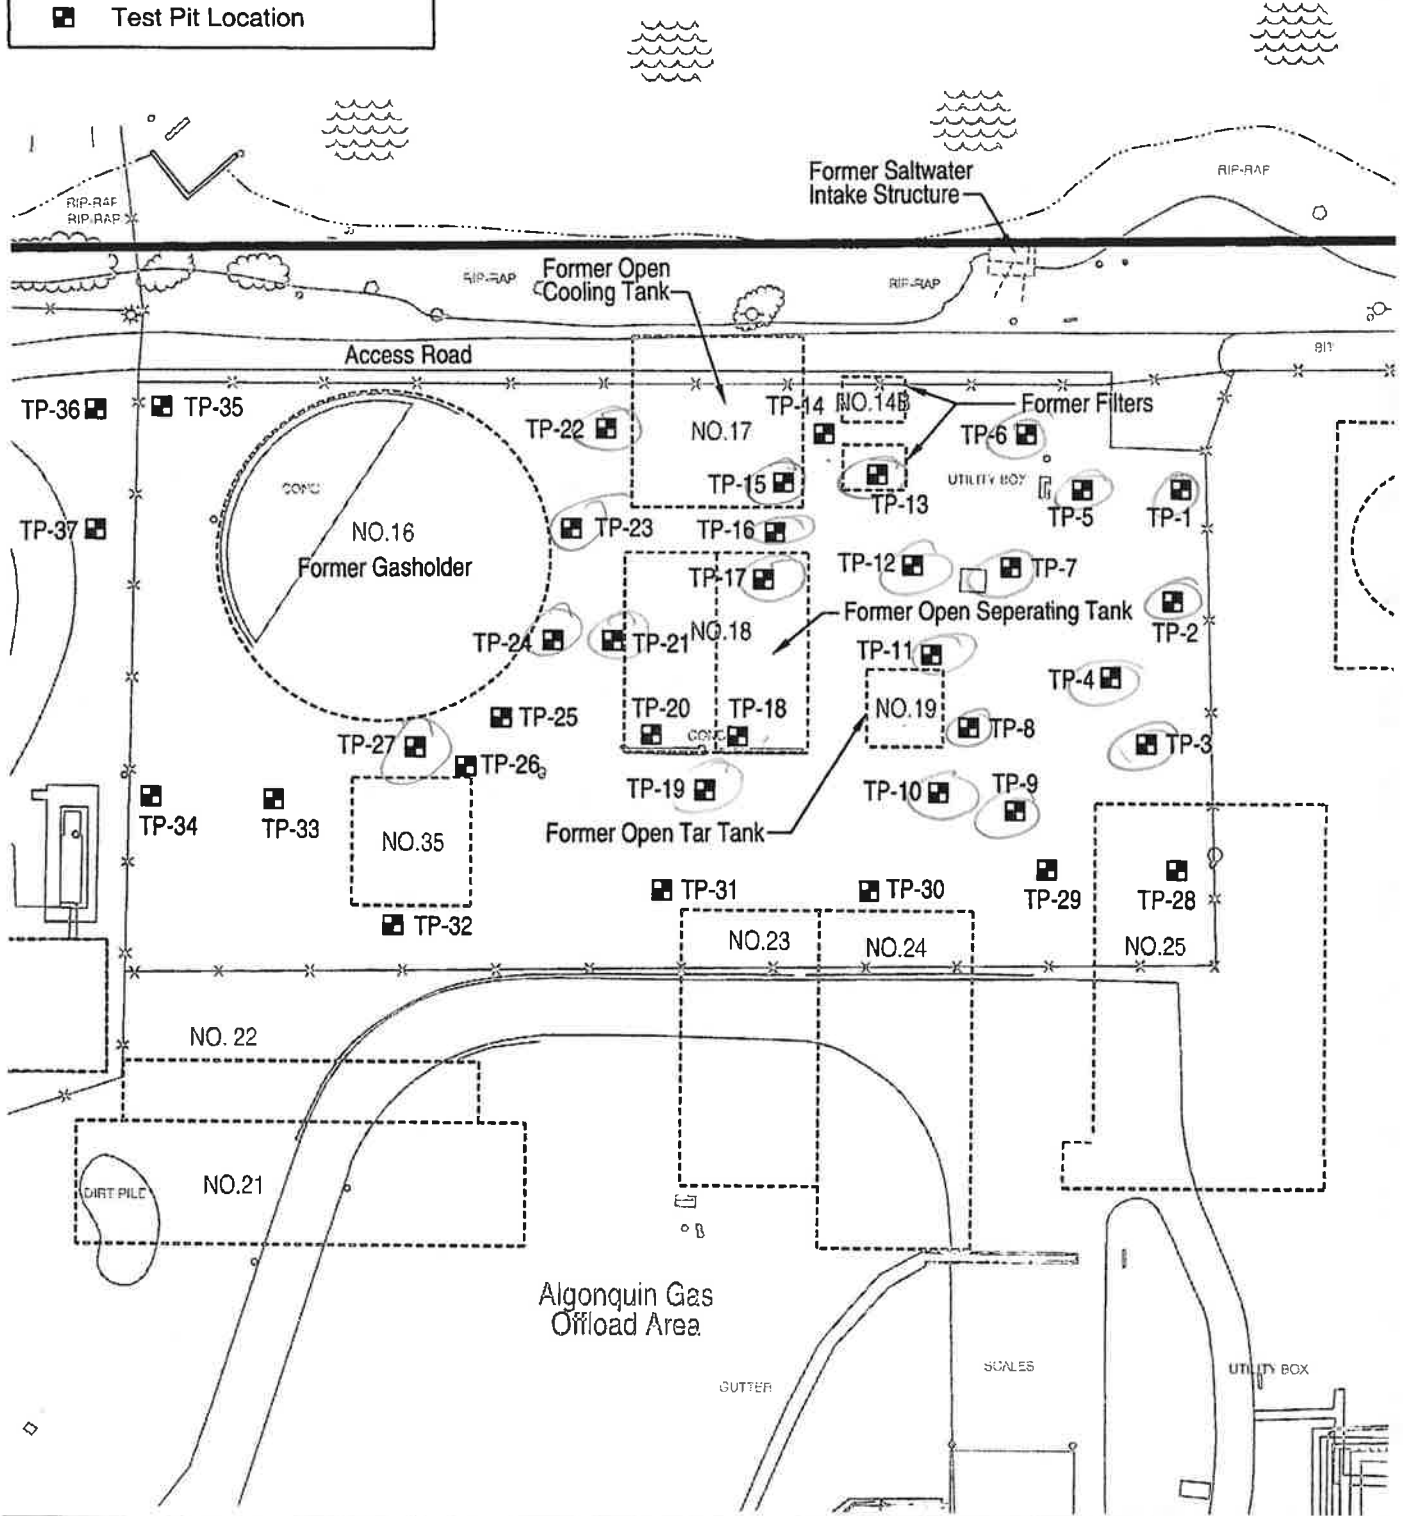 Test Pit Location
Former Saltwater
Intake Structure
RIP-RAP
RIP-RAP
RIP-RAP
RIP-RAP
Former Open
Cooling Tank
RIP-RAP
Access Road
BIT
TP-36
TP-35
TP-14
NO.14B
Former Filters
TP-22
NO.17
TP-6
CONC
TP-15
TP-13
UTILITY BOX
TP-5
TP-1
TP-37
NO.16
TP-23
TP-16
Former Gasholder
TP-17
TP-12
TP-7
Former Open Seperating Tank
TP-2
TP-24
TP-21
NO.18
TP-11
TP-4
TP-25
TP-20
TP-18
CONC
NO.19
TP-8
TP-27
TP-26
TP-3
TP-34
TP-33
TP-19
TP-10
TP-9
NO.35
Former Open Tar Tank
TP-31
TP-30
TP-29
TP-28
TP-32
NO.23
NO.24
NO.25
NO. 22
DIRT PILE
NO.21
Algonquin Gas
Offload Area
SCALES
UTILITY BOX
GUTTER